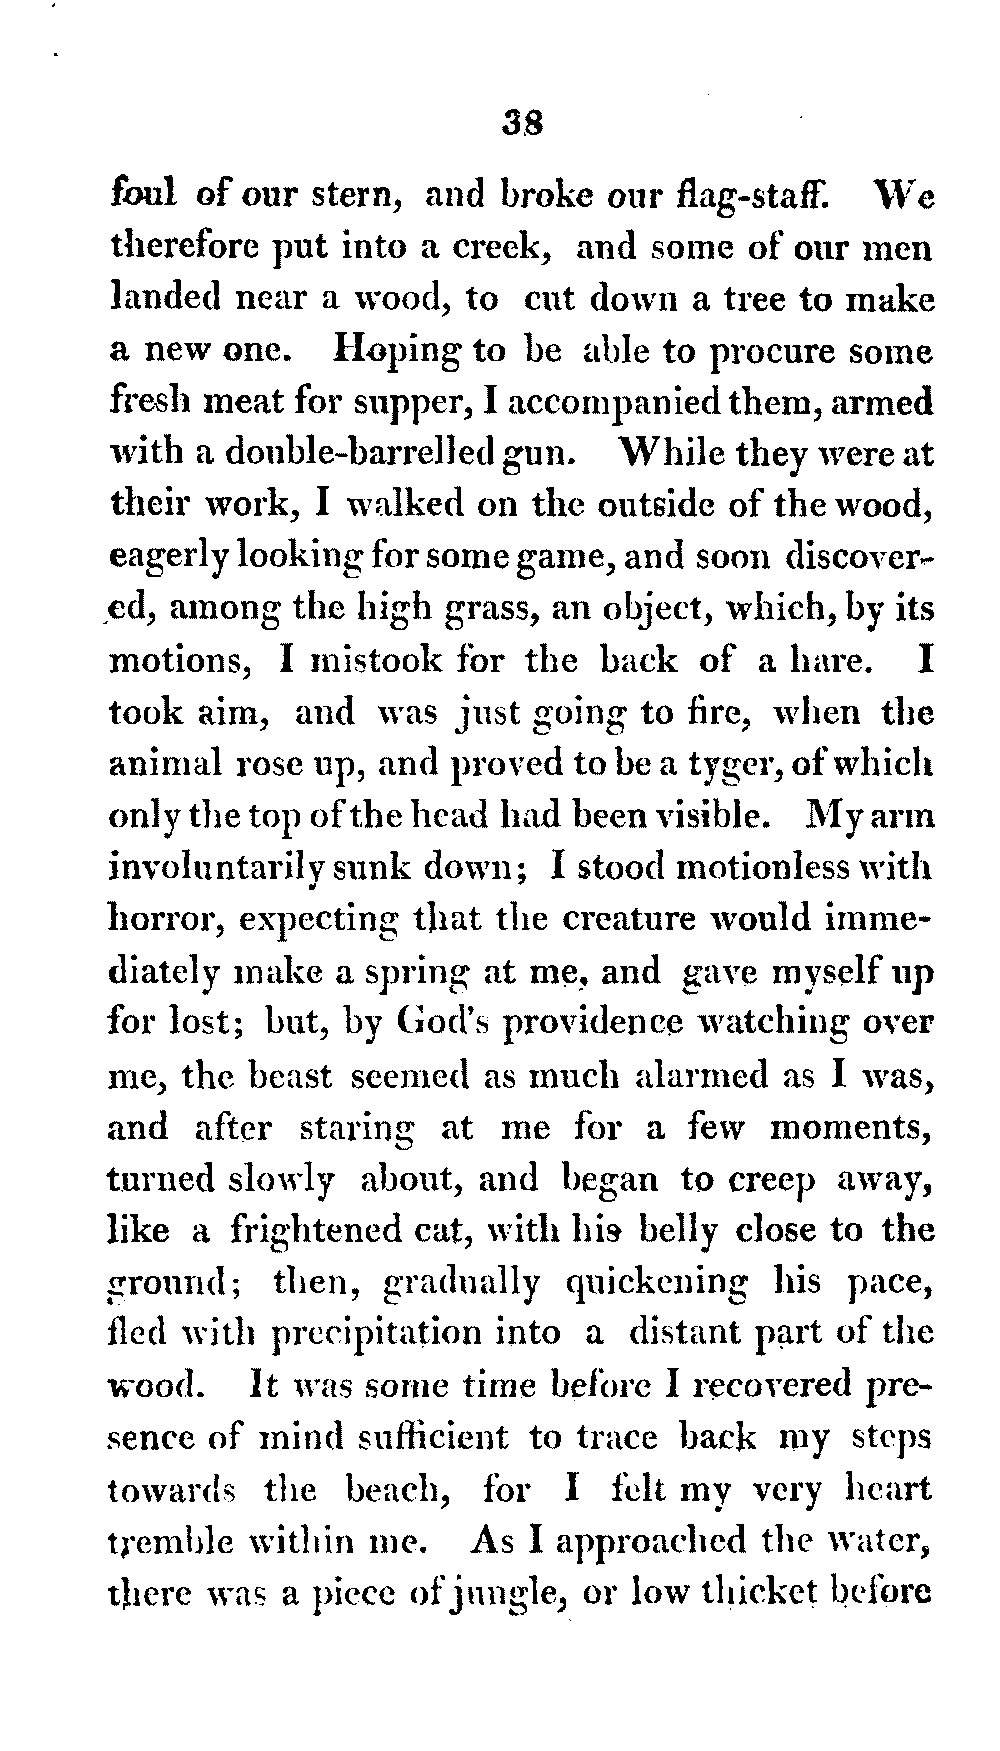 38
foul of our stern, and broke our flag-staff. We
therefore put into a creek, and some of our men
landed near a wood, to cut down a tree to make
a new one. Hoping to be able to procure some
fresh meat for supper, I accompanied them, armed
with a double-barrelled gun. While they were at
their work, I walked on the outside of the wood,
eagerly looking for some game, and soon discover-
ed, among the high grass, an object, which, by its
motions, I mistook for the back of a hare. I
took aim, and was just going to fire, when the
animal rose up, and proved to be a tyger, of which
only the top of the head had been visible. My arm
involuntarily sunk down; I stood motionless with
horror, expecting that the creature would imme-
diately make a spring at me, and gave myself up
for lost; but, by God's providence watching over
me, the beast seemed as much alarmed as I was,
and after staring at me for a few moments,
turned slowly about, and began to creep away,
like a frightened cat, with his belly close to the
ground; then, gradually quickening his pace,
fled with precipitation into a distant part of the
wood. It was some time before I recovered pre-
sence of mind sufficient to trace back my steps
towards the beach, for I felt my very heart
tremble within me. As I approached the water,
there was a piece of jungle, or low thicket before